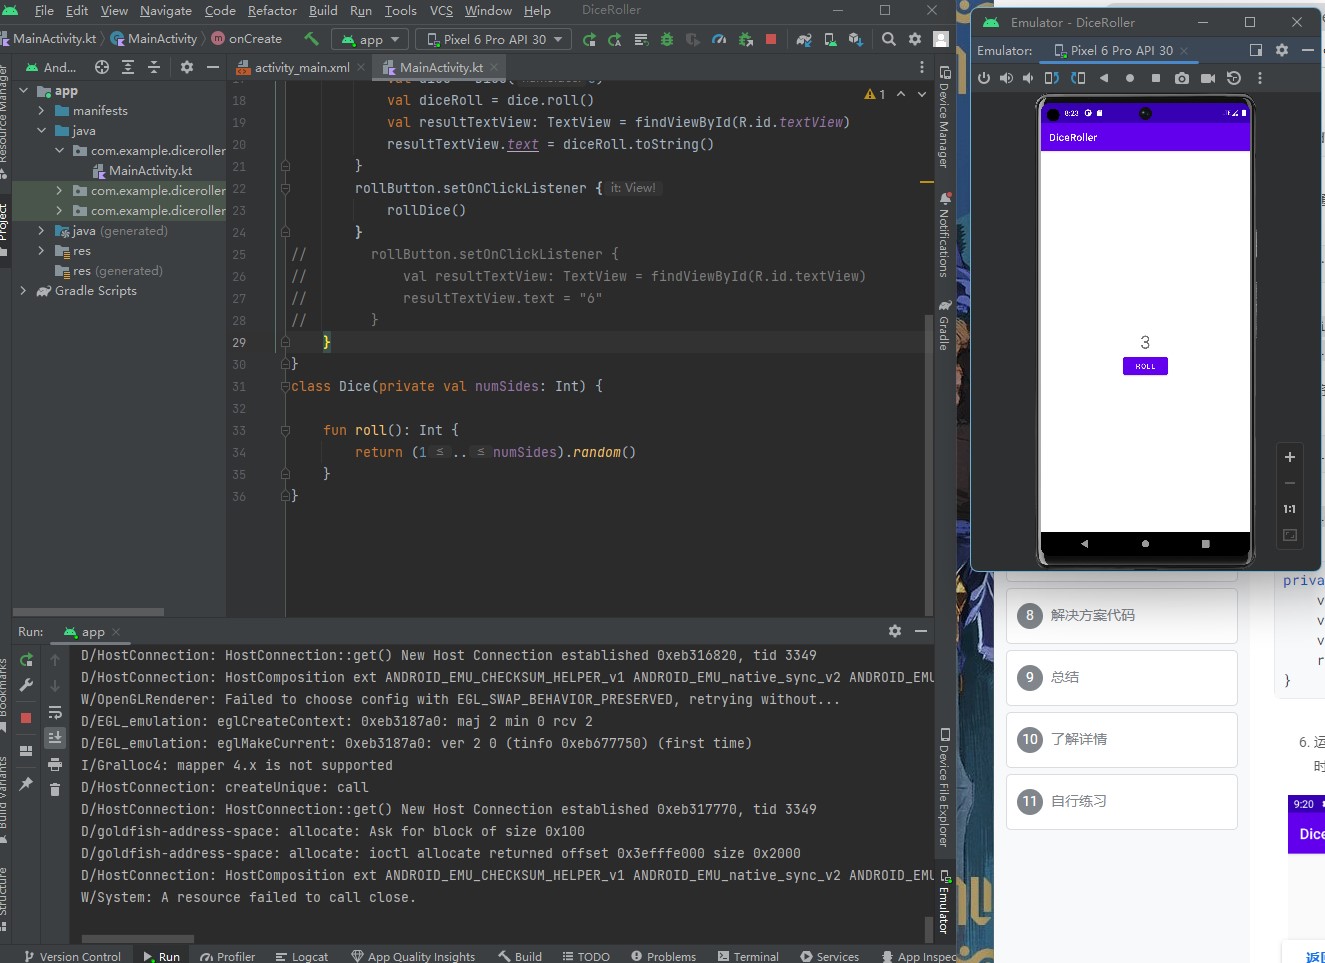 File Edit View Navigate Code Refactor Build Run Tools VCS Window Help DiceRoller
MainActivity.kt MainActivity onCreate app Pixel 6 Pro API 30
And... activity_main.xml MainActivity.kt
app
manifests
java
com.example.diceroller
MainActivity.kt
com.example.diceroller
com.example.diceroller
java (generated)
res
res (generated)
Gradle Scripts
Resource Manager
Project
Bookmarks
Build Variants
Structure
1
18 val diceRoll = dice.roll()
19 val resultTextView: TextView = findViewById(R.id.textView)
20 resultTextView.text = diceRoll.toString()
21 }
22 rollButton.setOnClickListener { it: View!
23 rollDice()
24 }
25 // rollButton.setOnClickListener {
26 // val resultTextView: TextView = findViewById(R.id.textView)
27 // resultTextView.text = "6"
28 // }
29 }
30 }
31 class Dice(private val numSides: Int) {
32
33 fun roll(): Int {
34 return (1 ≤ .. ≤ numSides).random()
35 }
36 }
Device Manager
Notifications
Gradle
Device File Explorer
Emulator
Run: app
D/HostConnection: HostConnection::get() New Host Connection established 0xeb316820, tid 3349
D/HostConnection: HostComposition ext ANDROID_EMU_CHECKSUM_HELPER_v1 ANDROID_EMU_native_sync_v2 ANDROID_EMU
W/OpenGLRenderer: Failed to choose config with EGL_SWAP_BEHAVIOR_PRESERVED, retrying without...
D/EGL_emulation: eglCreateContext: 0xeb3187a0: maj 2 min 0 rcv 2
D/EGL_emulation: eglMakeCurrent: 0xeb3187a0: ver 2 0 (tinfo 0xeb677750) (first time)
I/Gralloc4: mapper 4.x is not supported
D/HostConnection: createUnique: call
D/HostConnection: HostConnection::get() New Host Connection established 0xeb317770, tid 3349
D/goldfish-address-space: allocate: Ask for block of size 0x100
D/goldfish-address-space: allocate: ioctl allocate returned offset 0x3efffe000 size 0x2000
D/HostConnection: HostComposition ext ANDROID_EMU_CHECKSUM_HELPER_v1 ANDROID_EMU_native_sync_v2 ANDROID_EMU
W/System: A resource failed to call close.
Version Control Run Profiler Logcat App Quality Insights Build TODO Problems Terminal Services App Inspec
Emulator - DiceRoller
Emulator: Pixel 6 Pro API 30
8:23
DiceRoller
3
ROLL
1:1
8 解决方案代码
9 总结
10 了解详情
11 自行练习
priva
v
v
v
r
}
6. 运
时
9:20
Dice
返回